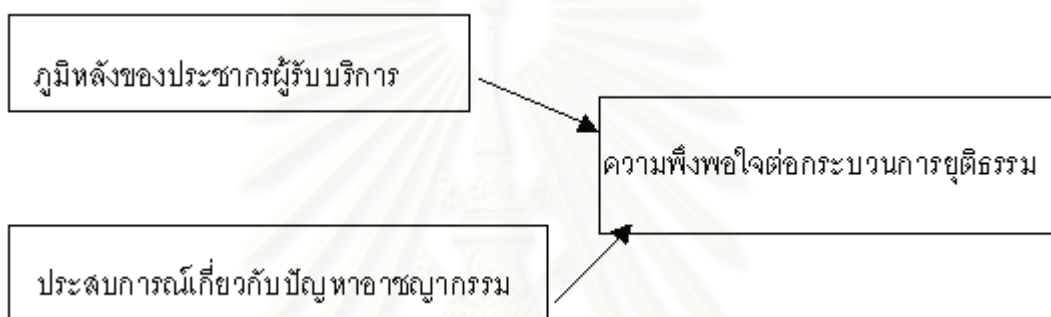 ภูมิหลังของประชากรผู้รับบริการ
ความพึงพอใจต่อกระบวนการยุติธรรม
ประสบการณ์เกี่ยวกับปัญหาอาชญากรรม